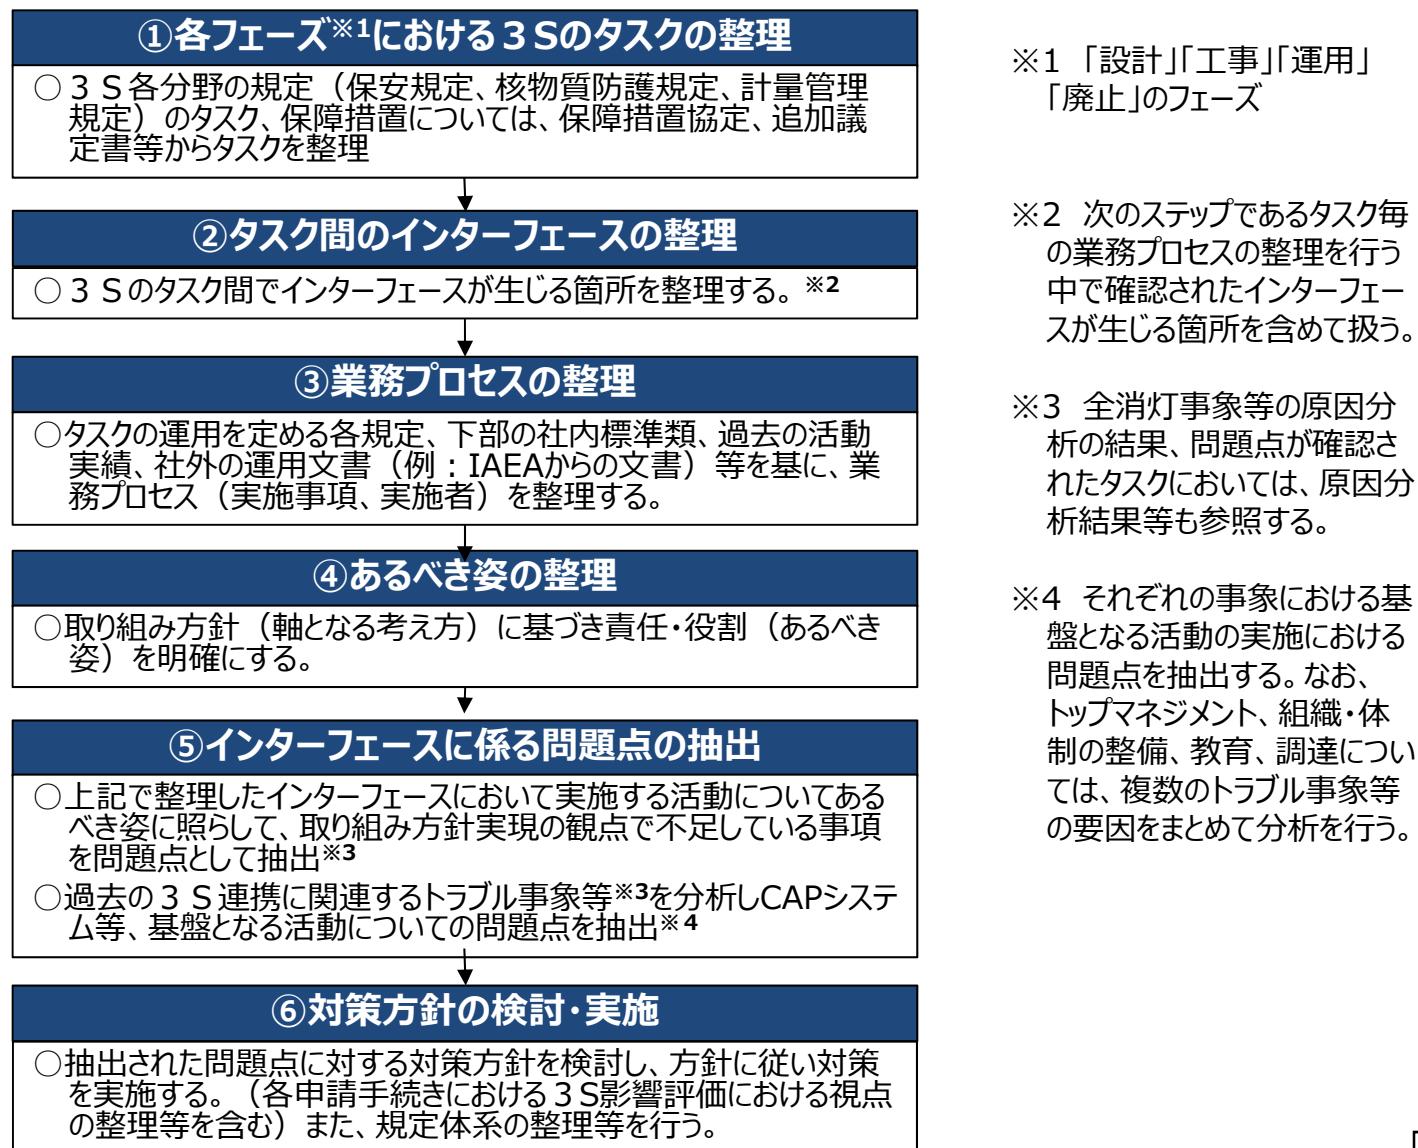 ①各フェーズ※1における３Sのタスクの整理
○３S各分野の規定（保安規定、核物質防護規定、計量管理
規定）のタスク、保障措置については、保障措置協定、追加議
定書等からタスクを整理
②タスク間のインターフェースの整理
○３Sのタスク間でインターフェースが生じる箇所を整理する。※2
③業務プロセスの整理
○タスクの運用を定める各規定、下部の社内標準類、過去の活動
実績、社外の運用文書（例：IAEAからの文書）等を基に、業
務プロセス（実施事項、実施者）を整理する。
④あるべき姿の整理
○取り組み方針（軸となる考え方）に基づき責任・役割（あるべき
姿）を明確にする。
⑤インターフェースに係る問題点の抽出
○上記で整理したインターフェースにおいて実施する活動についてある
べき姿に照らして、取り組み方針実現の観点で不足している事項
を問題点として抽出※3
○過去の３S連携に関連するトラブル事象等※3を分析しCAPシステ
ム等、基盤となる活動についての問題点を抽出※4
⑥対策方針の検討・実施
○抽出された問題点に対する対策方針を検討し、方針に従い対策
を実施する。（各申請手続きにおける３S影響評価における視点
の整理等を含む）また、規定体系の整理等を行う。
※1　「設計」「工事」「運用」
「廃止」のフェーズ
※2　次のステップであるタスク毎
の業務プロセスの整理を行う
中で確認されたインターフェー
スが生じる箇所を含めて扱う。
※3　全消灯事象等の原因分
析の結果、問題点が確認さ
れたタスクにおいては、原因分
析結果等も参照する。
※4　それぞれの事象における基
盤となる活動の実施における
問題点を抽出する。なお、
トップマネジメント、組織・体
制の整備、教育、調達につい
ては、複数のトラブル事象等
の要因をまとめて分析を行う。